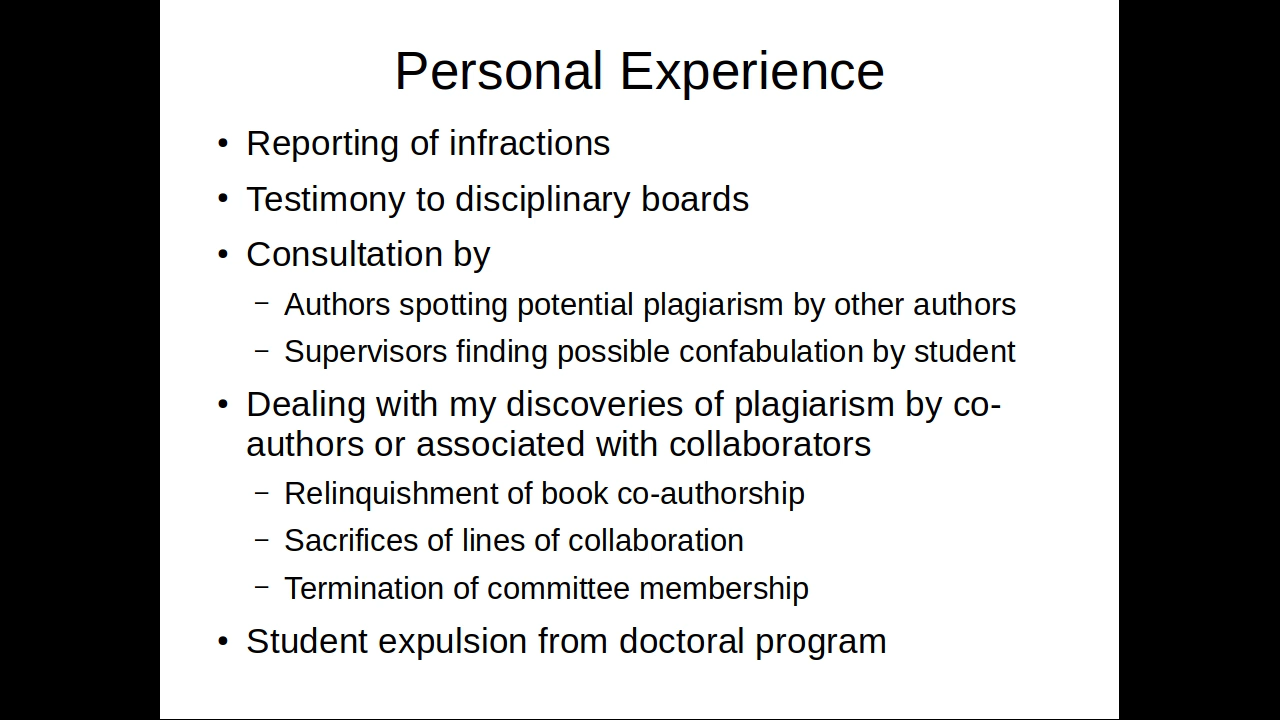 Personal Experience
• Reporting of infractions
• Testimony to disciplinary boards
• Consultation by
– Authors spotting potential plagiarism by other authors
– Supervisors finding possible confabulation by student
• Dealing with my discoveries of plagiarism by co-
authors or associated with collaborators
– Relinquishment of book co-authorship
– Sacrifices of lines of collaboration
– Termination of committee membership
• Student expulsion from doctoral program